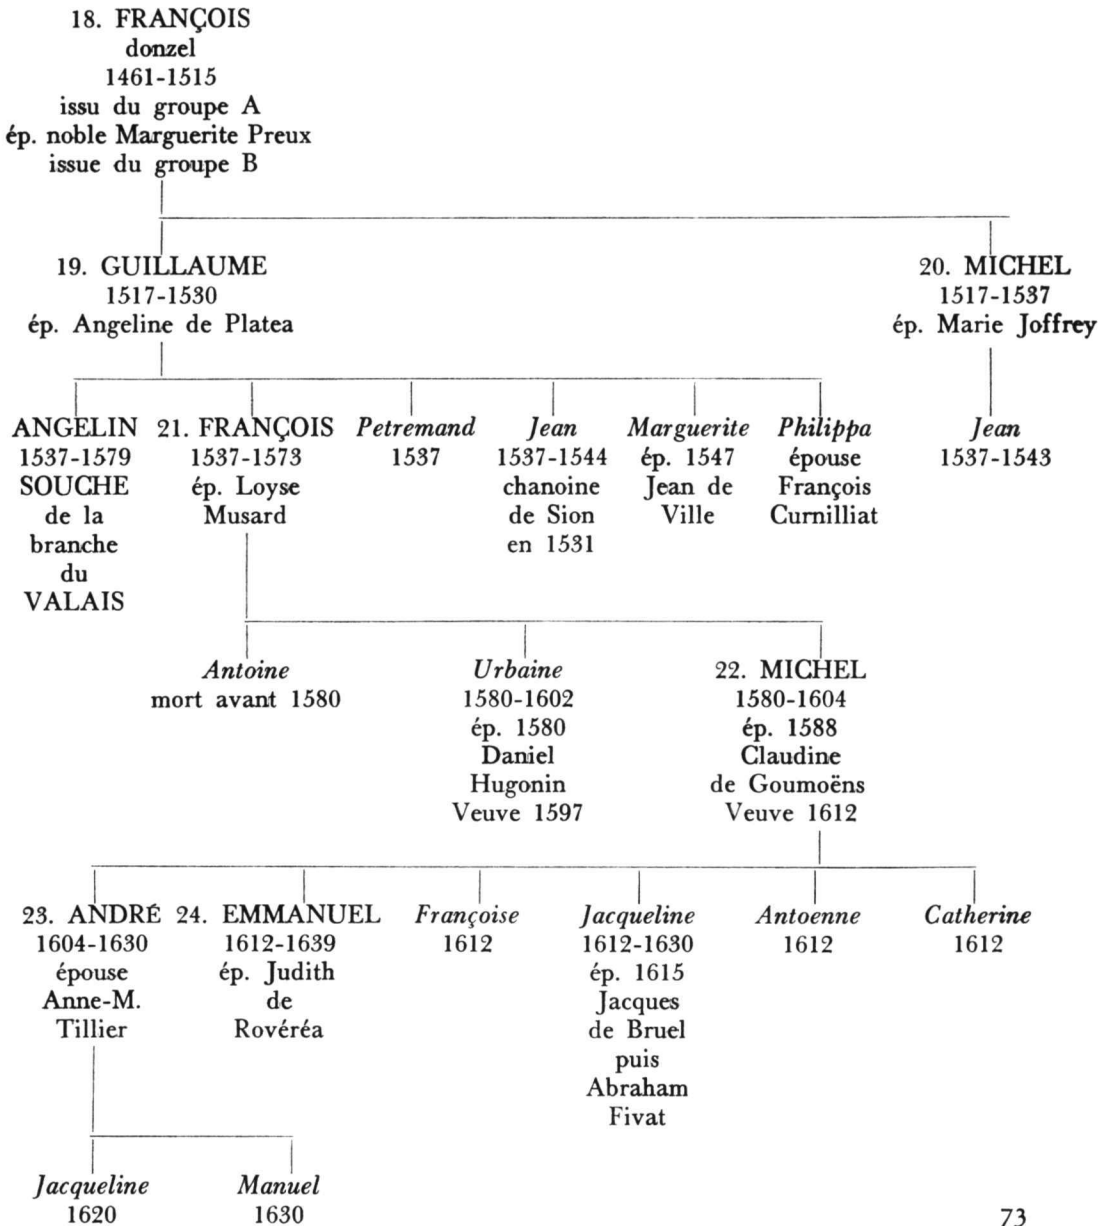 18. FRANÇOIS
donzel
1461-1515
issu du groupe A
ép. noble Marguerite Preux
issue du groupe B
19. GUILLAUME
1517-1530
ép. Angeline de Platea
20. MICHEL
1517-1537
ép. Marie Joffrey
ANGELIN
1537-1579
SOUCHE
de la
branche
du
VALAIS
21. FRANÇOIS
1537-1573
ép. Loyse
Musard
Petremand
1537
Jean
1537-1544
chanoine
de Sion
en 1531
Marguerite
ép. 1547
Jean de
Ville
Philippa
épouse
François
Curnilliat
Jean
1537-1543
Antoine
mort avant 1580
Urbaine
1580-1602
ép. 1580
Daniel
Hugonin
Veuve 1597
22. MICHEL
1580-1604
ép. 1588
Claudine
de Goumoëns
Veuve 1612
23. ANDRÉ
1604-1630
épouse
Anne-M.
Tillier
24. EMMANUEL
1612-1639
ép. Judith
de
Rovéréa
Françoise
1612
Jacqueline
1612-1630
ép. 1615
Jacques
de Bruel
puis
Abraham
Fivat
Antoenne
1612
Catherine
1612
Jacqueline
1620
Manuel
1630
73